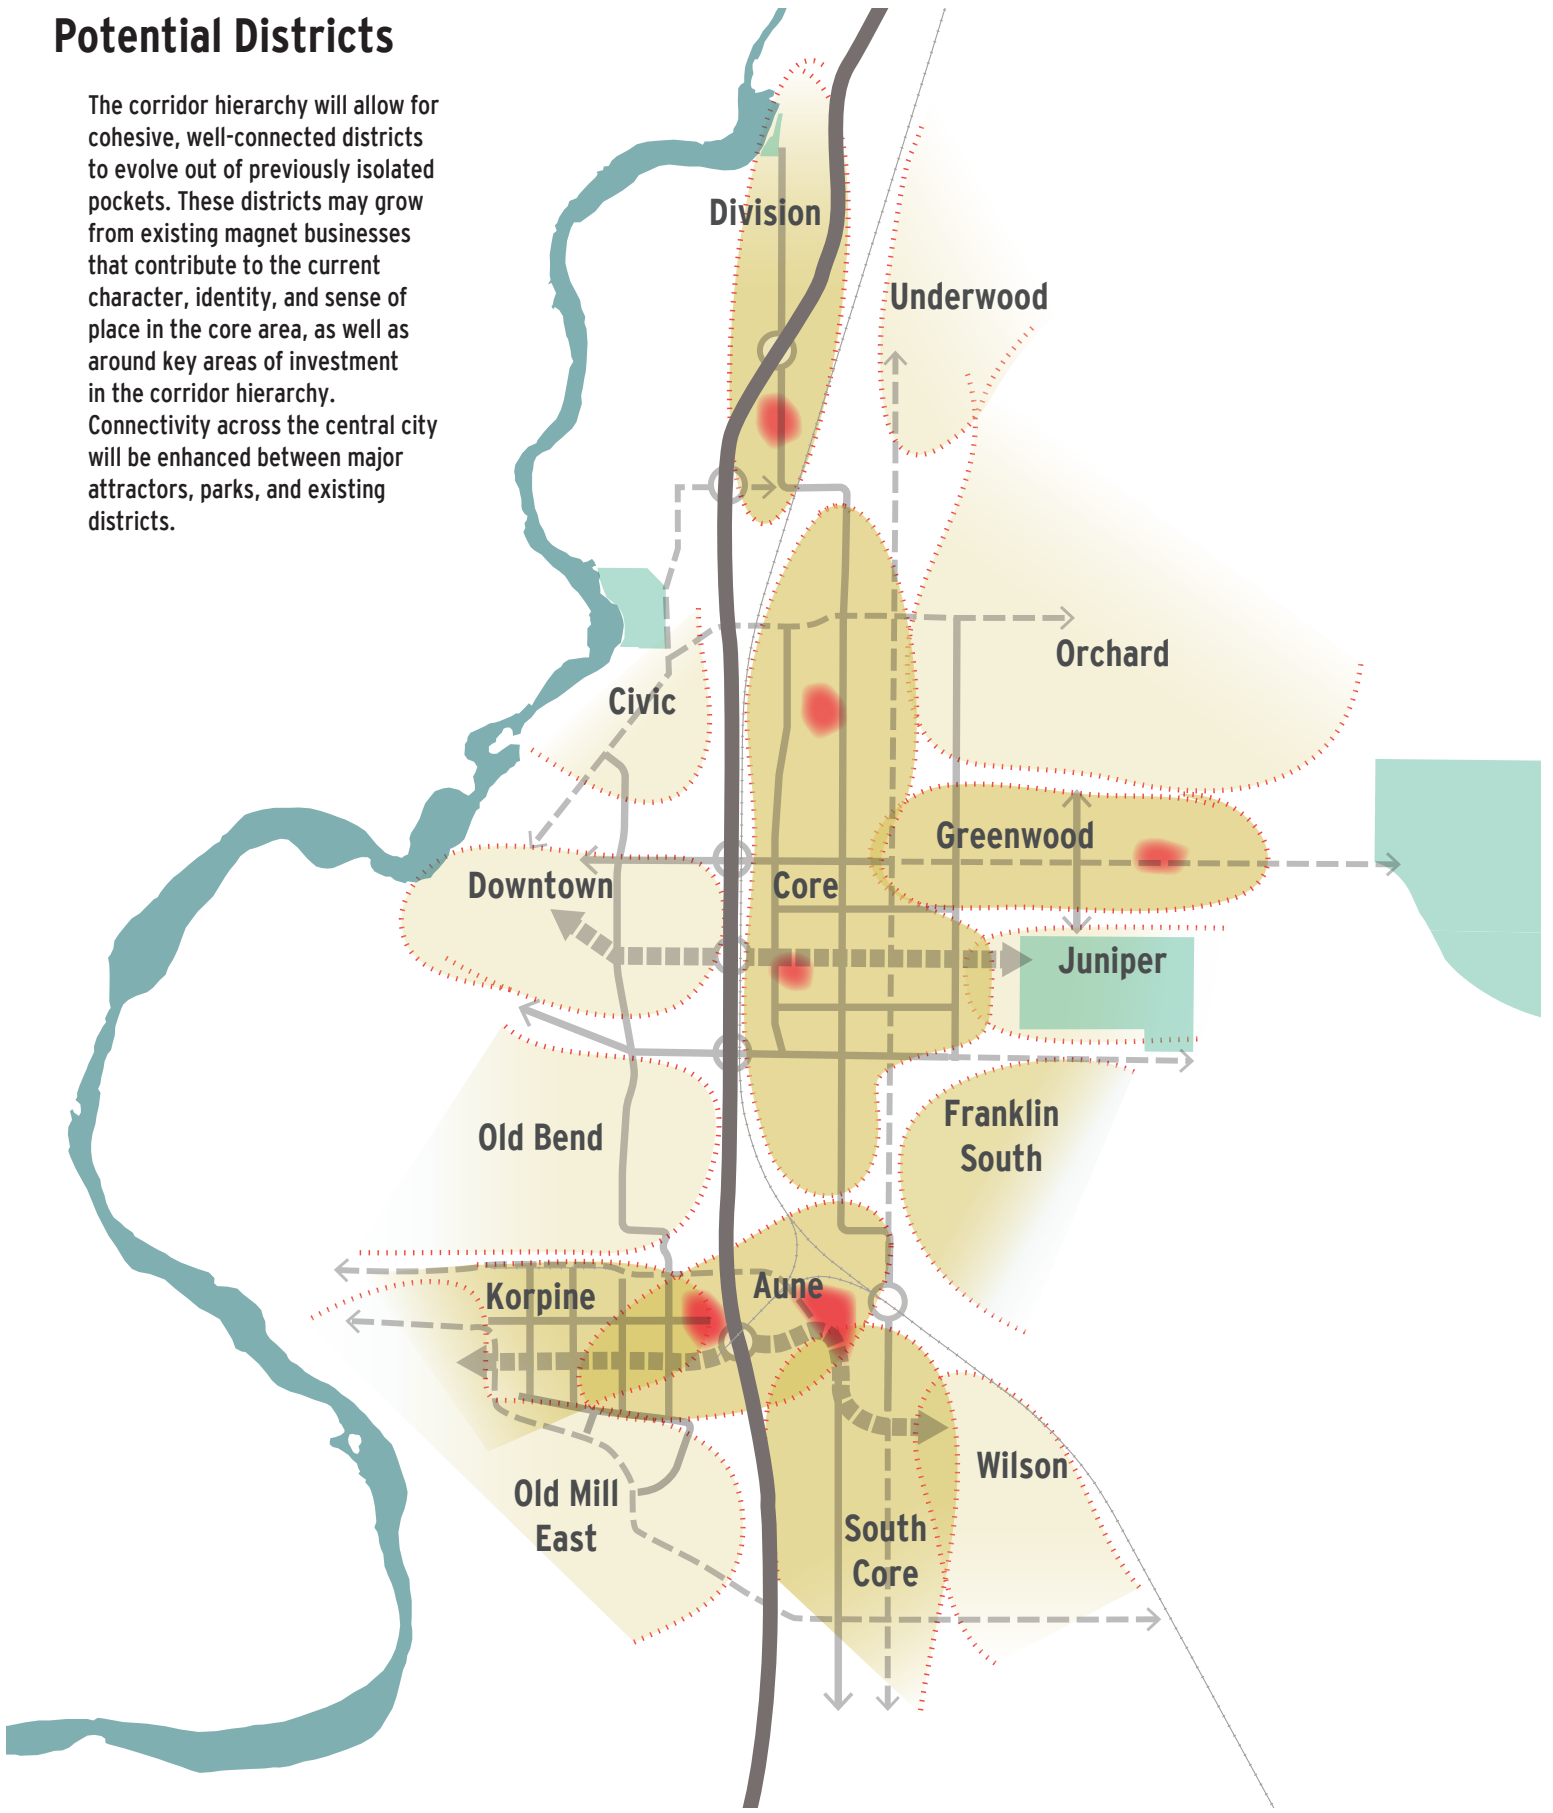 Potential Districts
The corridor hierarchy will allow for
cohesive, well-connected districts
to evolve out of previously isolated
pockets. These districts may grow
from existing magnet businesses
that contribute to the current
character, identity, and sense of
place in the core area, as well as
around key areas of investment
in the corridor hierarchy.
Connectivity across the central city
will be enhanced between major
attractors, parks, and existing
districts.
Division
Underwood
Orchard
Civic
Greenwood
Downtown
Core
Juniper
Old Bend
Franklin
South
Korpine
Aune
Old Mill
East
Wilson
South
Core